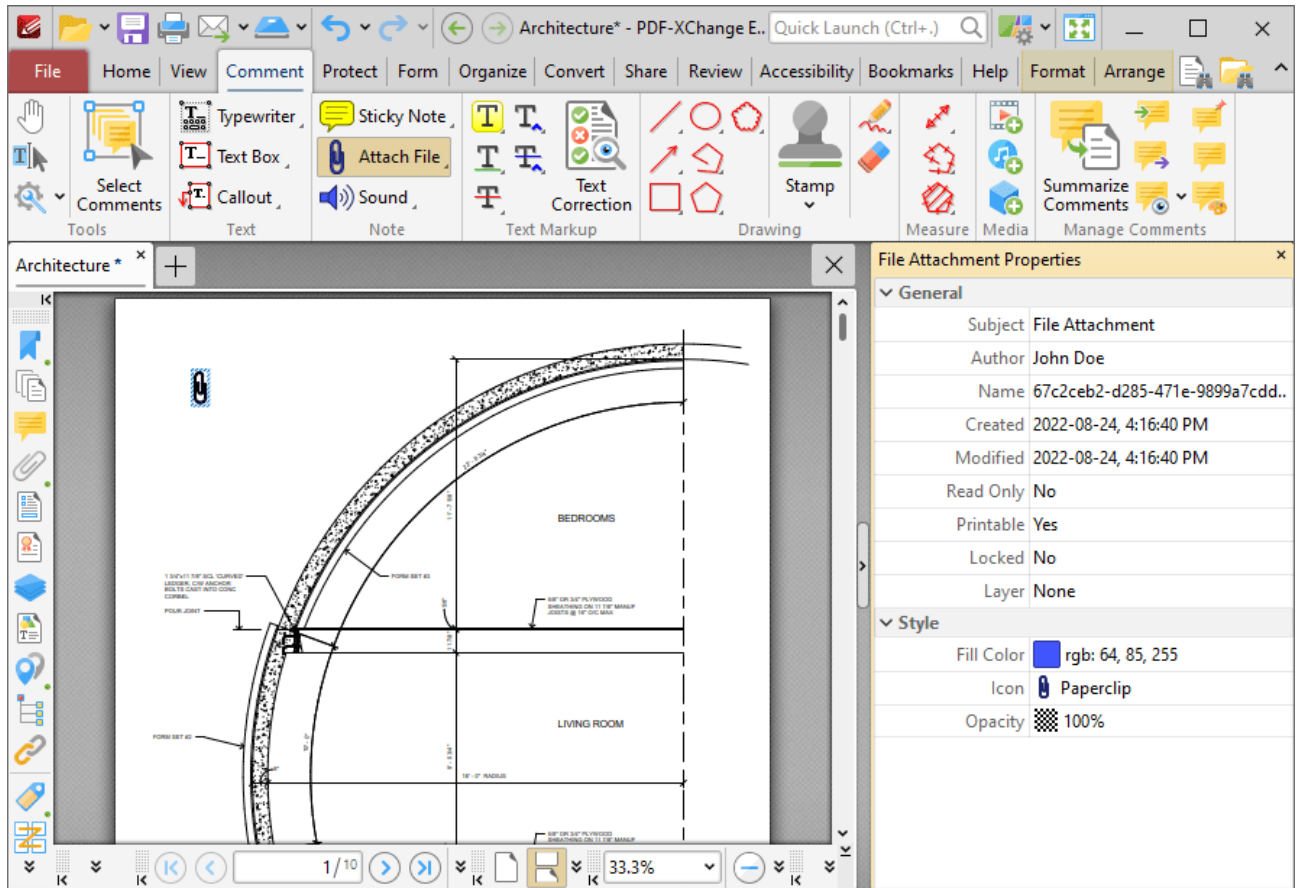 Architecture* - PDF-XChange E.. Quick Launch (Ctrl+.)
File Home View Comment Protect Form Organize Convert Share Review Accessibility Bookmarks Help Format Arrange
Select Comments
Tools
Typewriter
Text Box
Callout
Text
Sticky Note
Attach File
Sound
Note
Text Correction
Text Markup
Stamp
Drawing
Measure
Media
Summarize Comments
Manage Comments
Architecture *
BEDROOMS
FORM SET #3
POUR JOINT
LIVING ROOM
FORM SET #2
1/10
33.3%
File Attachment Properties
General
Subject File Attachment
Author John Doe
Name 67c2ceb2-d285-471e-9899a7cdd..
Created 2022-08-24, 4:16:40 PM
Modified 2022-08-24, 4:16:40 PM
Read Only No
Printable Yes
Locked No
Layer None
Style
Fill Color rgb: 64, 85, 255
Icon Paperclip
Opacity 100%